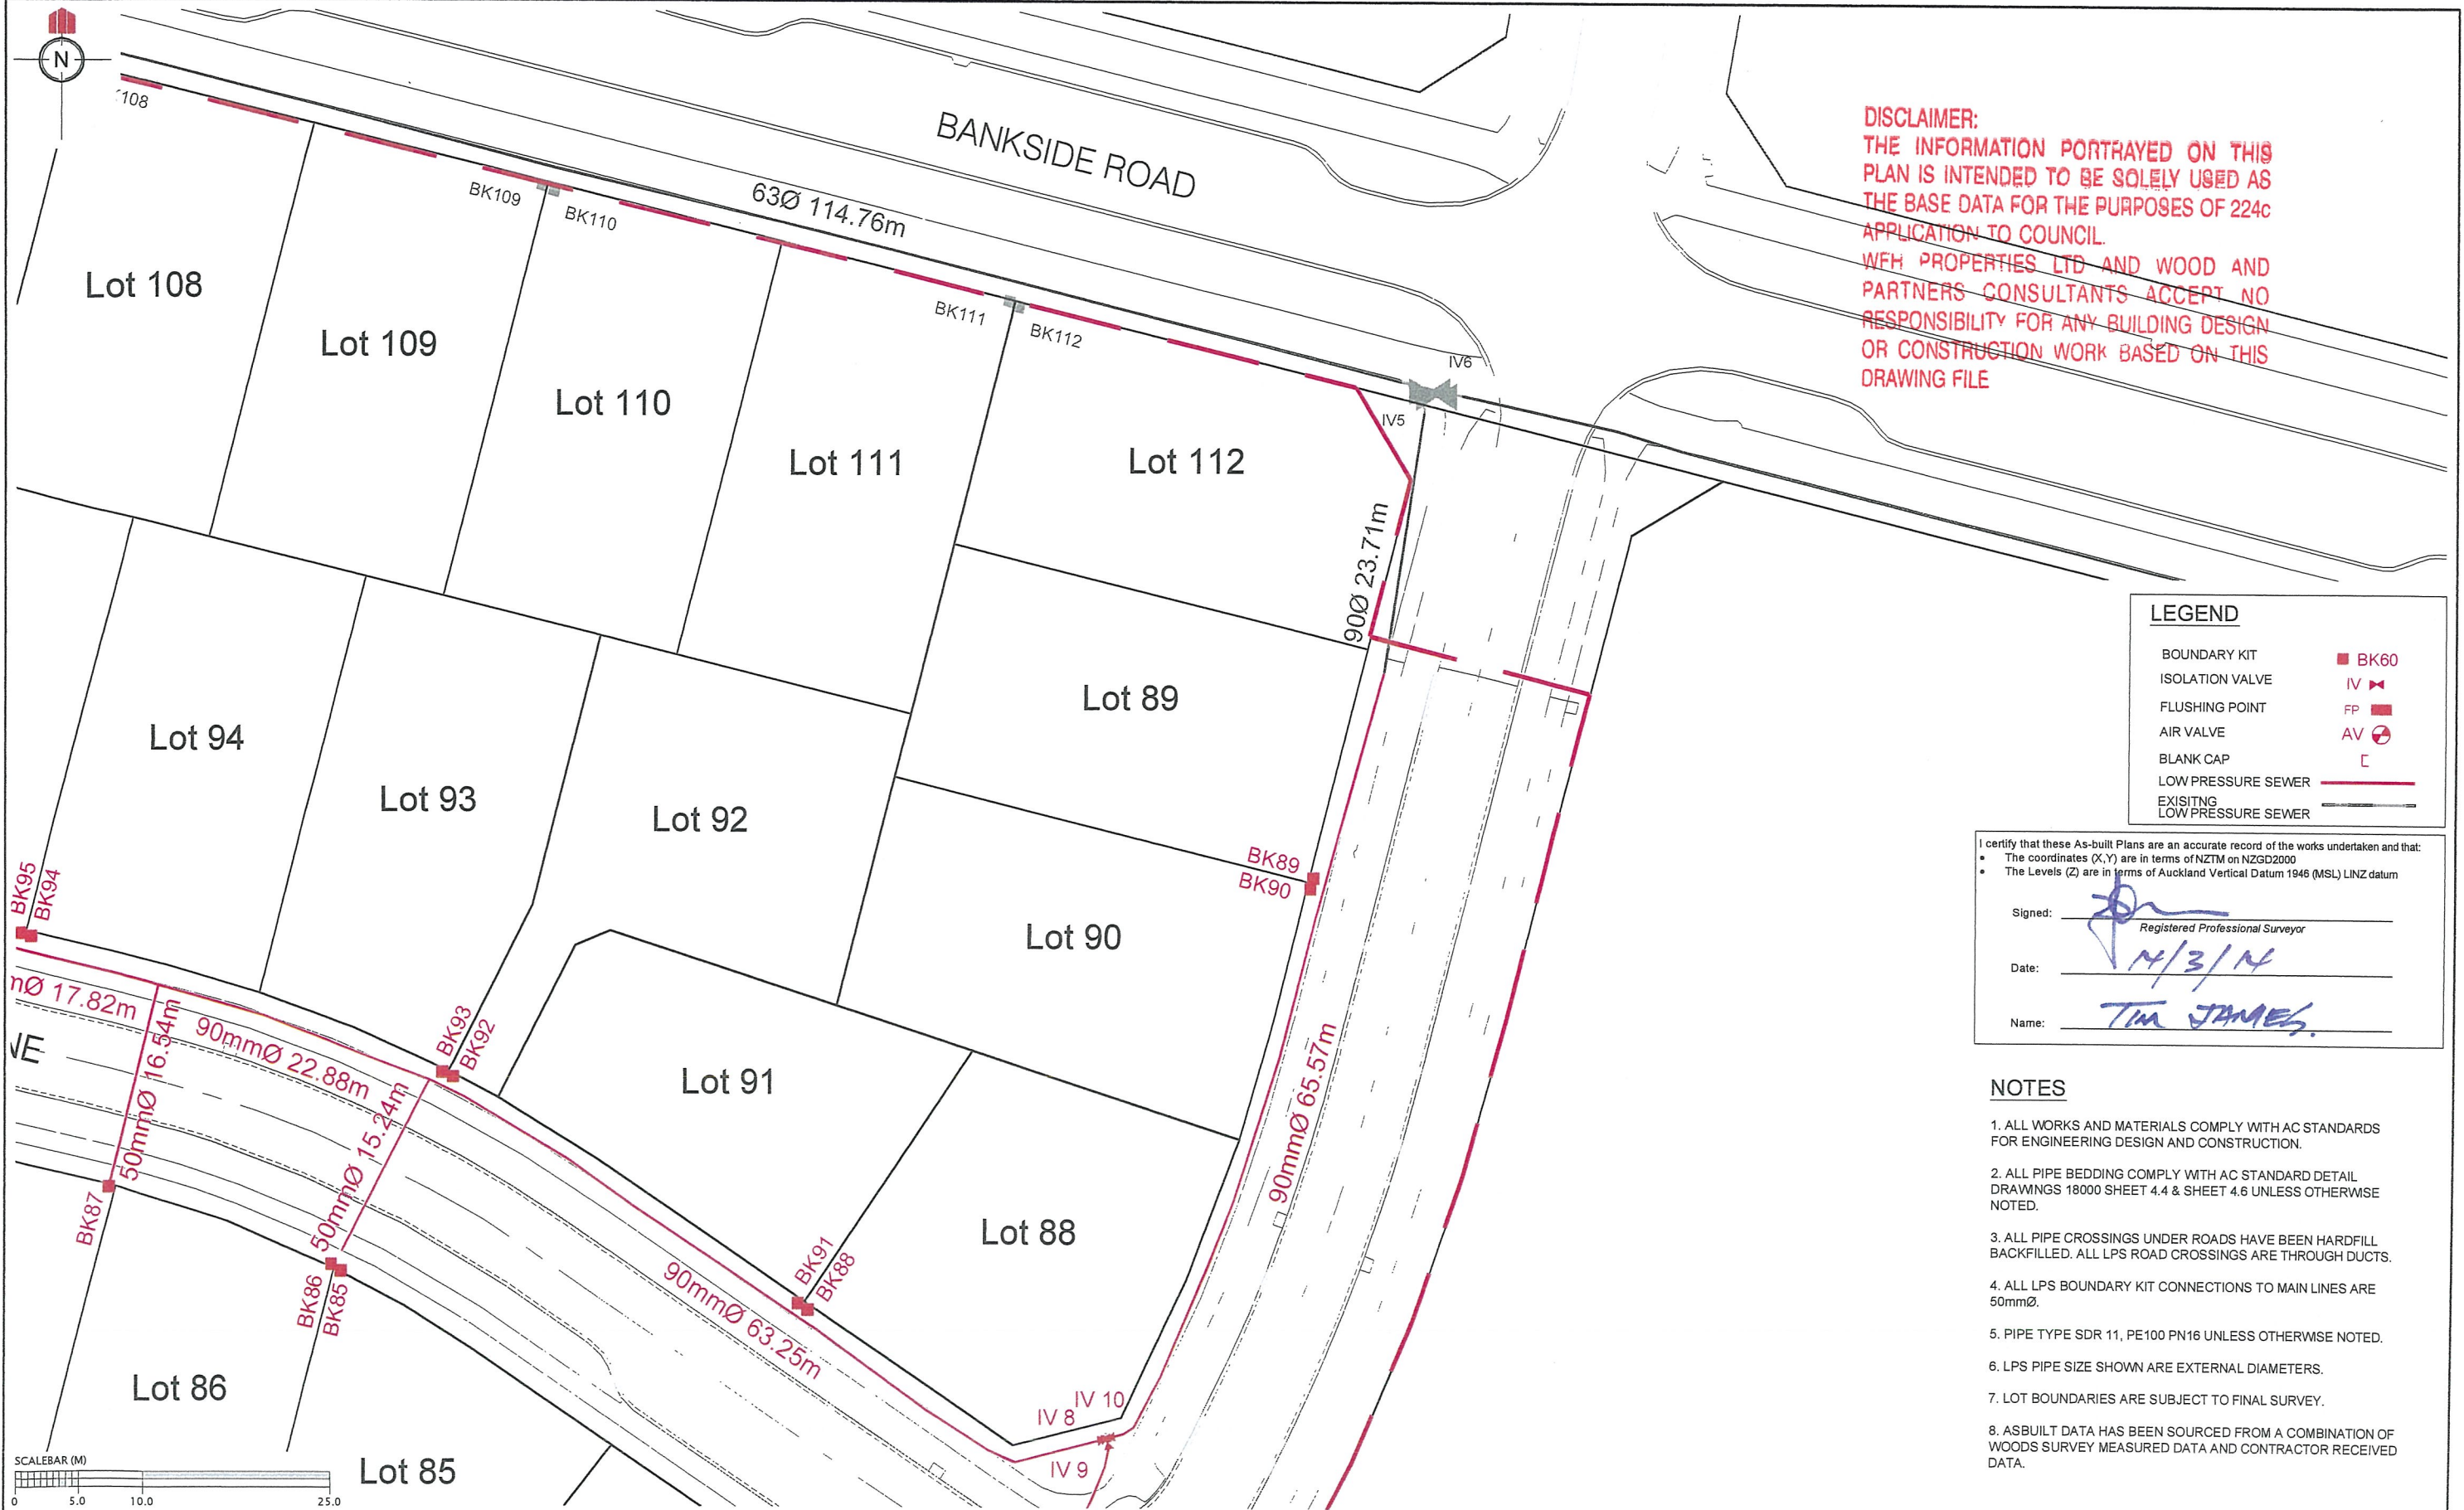 N
´108
BANKSIDE ROAD
DISCLAIMER:
THE INFORMATION PORTRAYED ON THIS
PLAN IS INTENDED TO BE SOLELY USED AS
THE BASE DATA FOR THE PURPOSES OF 224c
APPLICATION TO COUNCIL.
WFH PROPERTIES LTD AND WOOD AND
PARTNERS CONSULTANTS ACCEPT NO
RESPONSIBILITY FOR ANY BUILDING DESIGN
OR CONSTRUCTION WORK BASED ON THIS
DRAWING FILE
BK109
BK110
63Ø 114.76m
BK111
BK112
IV6
IV5
Lot 108
Lot 109
Lot 110
Lot 111
Lot 112
90Ø 23.71m
Lot 89
Lot 94
Lot 93
Lot 92
BK89
BK90
Lot 90
BK95
BK94
mØ 17.82m
50mmØ 16.54m
90mmØ 22.88m
BK93
BK92
NE
50mmØ 15.24m
Lot 91
90mmØ 65.57m
BK87
BK86
BK85
BK91
BK88
Lot 88
90mmØ 63.25m
Lot 86
IV 8
IV 10
IV 9
Lot 85
SCALEBAR (M)
0 5.0 10.0 25.0
LEGEND
BOUNDARY KIT BK60
ISOLATION VALVE IV
FLUSHING POINT FP
AIR VALVE AV
BLANK CAP
LOW PRESSURE SEWER
EXISITNG
LOW PRESSURE SEWER
I certify that these As-built Plans are an accurate record of the works undertaken and that:
• The coordinates (X,Y) are in terms of NZTM on NZGD2000
• The Levels (Z) are in terms of Auckland Vertical Datum 1946 (MSL) LINZ datum
Signed:
Registered Professional Surveyor
Date: 14/3/14
Name: TIM JAMES.
NOTES
1. ALL WORKS AND MATERIALS COMPLY WITH AC STANDARDS
FOR ENGINEERING DESIGN AND CONSTRUCTION.
2. ALL PIPE BEDDING COMPLY WITH AC STANDARD DETAIL
DRAWINGS 18000 SHEET 4.4 & SHEET 4.6 UNLESS OTHERWISE
NOTED.
3. ALL PIPE CROSSINGS UNDER ROADS HAVE BEEN HARDFILL
BACKFILLED. ALL LPS ROAD CROSSINGS ARE THROUGH DUCTS.
4. ALL LPS BOUNDARY KIT CONNECTIONS TO MAIN LINES ARE
50mmØ.
5. PIPE TYPE SDR 11, PE100 PN16 UNLESS OTHERWISE NOTED.
6. LPS PIPE SIZE SHOWN ARE EXTERNAL DIAMETERS.
7. LOT BOUNDARIES ARE SUBJECT TO FINAL SURVEY.
8. ASBUILT DATA HAS BEEN SOURCED FROM A COMBINATION OF
WOODS SURVEY MEASURED DATA AND CONTRACTOR RECEIVED
DATA.